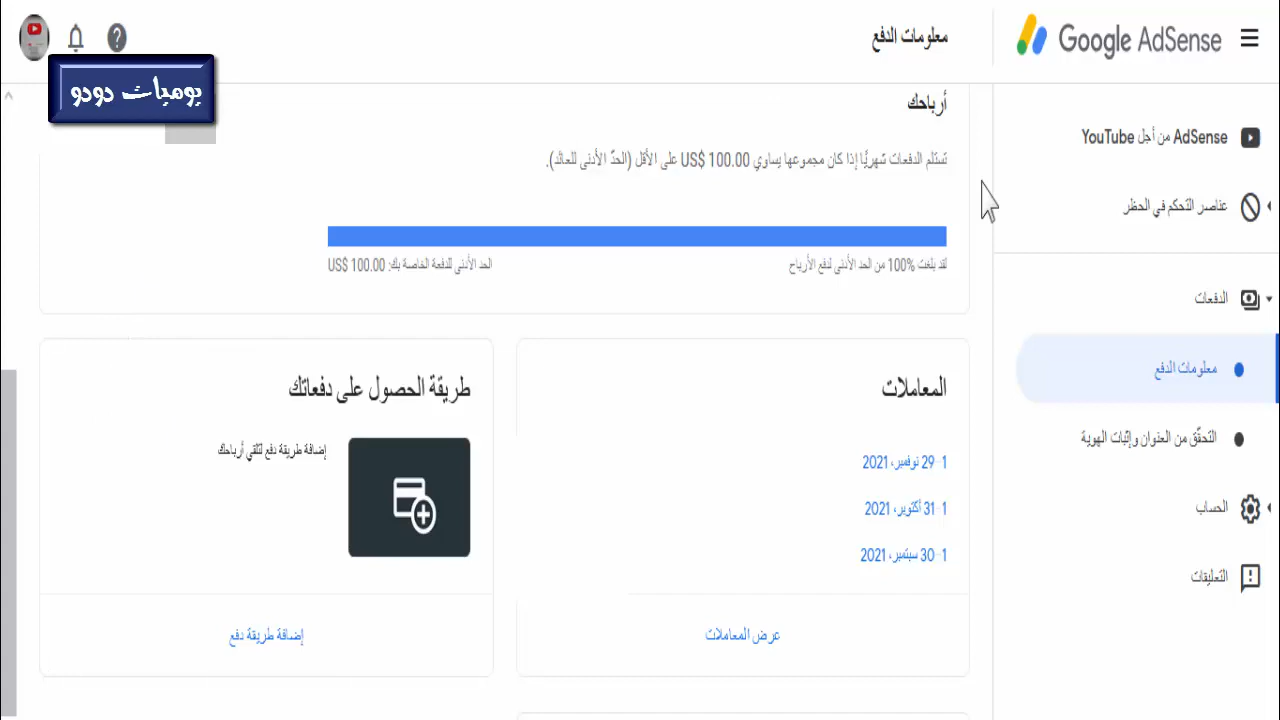 Google AdSense
معلومات الدفع
يوميات دودو
AdSense من أجل YouTube
عناصر التحكم في الحظر
الدفعات
معلومات الدفع
التحقّق من العنوان وإثبات الهوية
الحساب
التعليقات
أرباحك
تستلم الدفعات شهريًا إذا كان مجموعها يساوي US$ 100.00 على الأقل (الحدّ الأدنى للعائد).
لقد بلغت 100% من الحد الأدنى لدفع الأرباح
الحد الأدنى للدفعة الخاصة بك: US$ 100.00
المعاملات
1-29 نوفمبر، 2021
1-31 أكتوبر، 2021
1-30 سبتمبر، 2021
عرض المعاملات
طريقة الحصول على دفعاتك
إضافة طريقة دفع لتلقي أرباحك
إضافة طريقة دفع